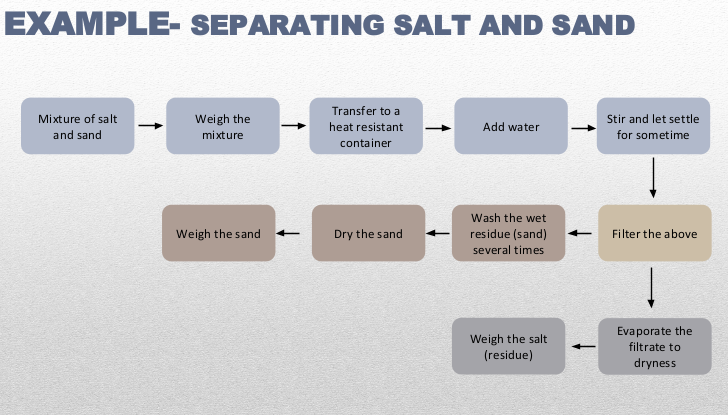 EXAMPLE- SEPARATING SALT AND SAND
Mixture of salt
and sand
Weigh the
mixture
Transfer to a
heat resistant
container
Add water
Stir and let settle
for sometime
Weigh the sand
Dry the sand
Wash the wet
residue (sand)
several times
Filter the above
Weigh the salt
(residue)
Evaporate the
filtrate to
dryness